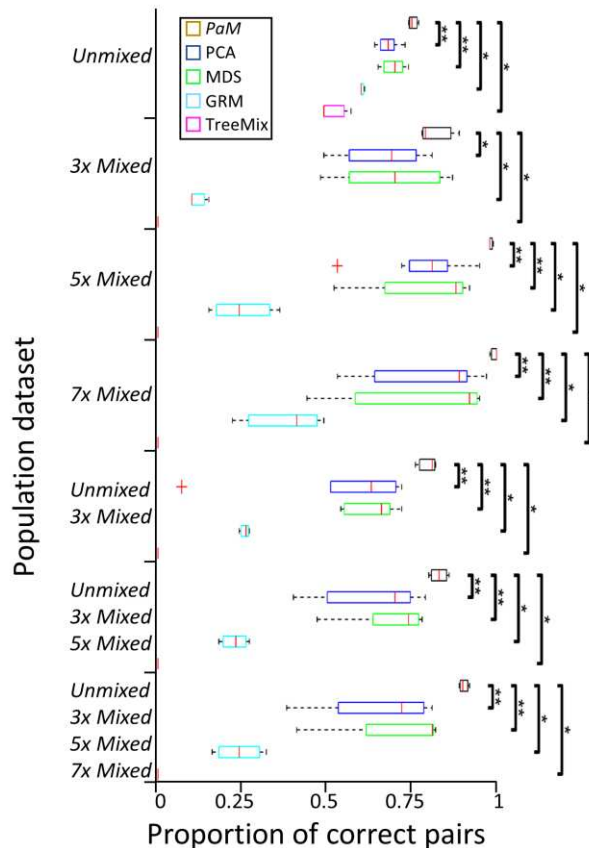 PaM
PCA
MDS
GRM
TreeMix
Unmixed
3x Mixed
5x Mixed
7x Mixed
Unmixed
3x Mixed
Unmixed
3x Mixed
5x Mixed
Unmixed
3x Mixed
5x Mixed
7x Mixed
Population dataset
**
**
*
*
*
*
*
**
**
*
*
**
**
*
*
**
**
*
*
**
**
*
*
**
**
*
*
0 0.25 0.5 0.75 1
Proportion of correct pairs